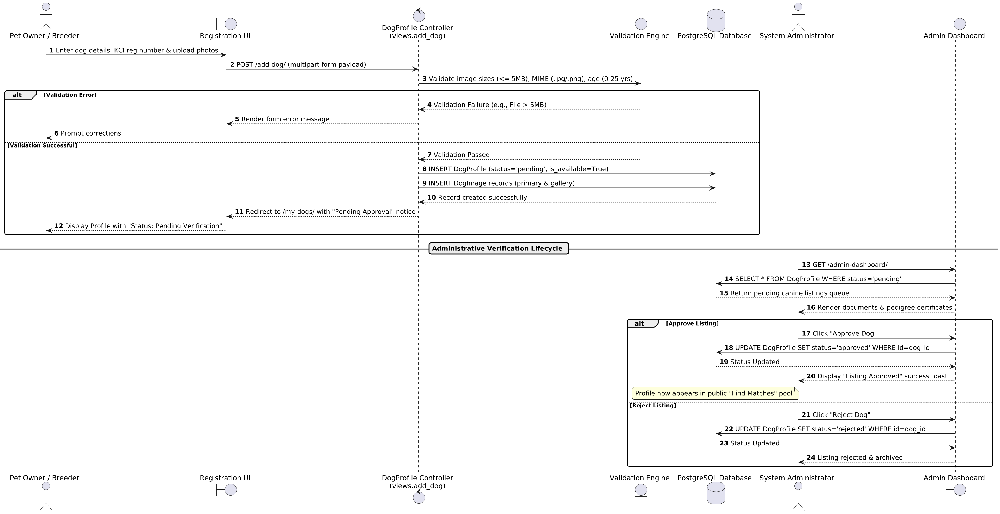 Pet Owner / Breeder
Registration UI
DogProfile Controller
(views.add_dog)
Validation Engine
PostgreSQL Database
System Administrator
Admin Dashboard
1 Enter dog details, KCI reg number & upload photos
2 POST /add-dog/ (multipart form payload)
3 Validate image sizes (<= 5MB), MIME (.jpg/.png), age (0-25 yrs)
alt [Validation Error]
4 Validation Failure (e.g., File > 5MB)
5 Render form error message
6 Prompt corrections
[Validation Successful]
7 Validation Passed
8 INSERT DogProfile (status='pending', is_available=True)
9 INSERT DogImage records (primary & gallery)
10 Record created successfully
11 Redirect to /my-dogs/ with "Pending Approval" notice
12 Display Profile with "Status: Pending Verification"
Administrative Verification Lifecycle
13 GET /admin-dashboard/
14 SELECT * FROM DogProfile WHERE status='pending'
15 Return pending canine listings queue
16 Render documents & pedigree certificates
alt [Approve Listing]
17 Click "Approve Dog"
18 UPDATE DogProfile SET status='approved' WHERE id=dog_id
19 Status Updated
20 Display "Listing Approved" success toast
Profile now appears in public "Find Matches" pool
[Reject Listing]
21 Click "Reject Dog"
22 UPDATE DogProfile SET status='rejected' WHERE id=dog_id
23 Status Updated
24 Listing rejected & archived
Pet Owner / Breeder
Registration UI
DogProfile Controller
(views.add_dog)
Validation Engine
PostgreSQL Database
System Administrator
Admin Dashboard